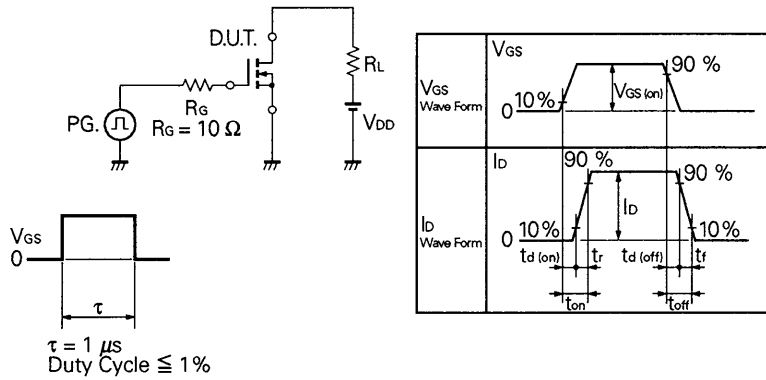 D.U.T.
RL
RG
RG = 10 Ω
PG.
VDD
VGS
0
τ
τ = 1 μs
Duty Cycle ≦ 1%
VGS
Wave Form
VGS
90 %
VGS (on)
10%
0
ID
Wave Form
ID
90 %
90 %
ID
0 10%
10%
td (on) tr td (off) tf
ton toff